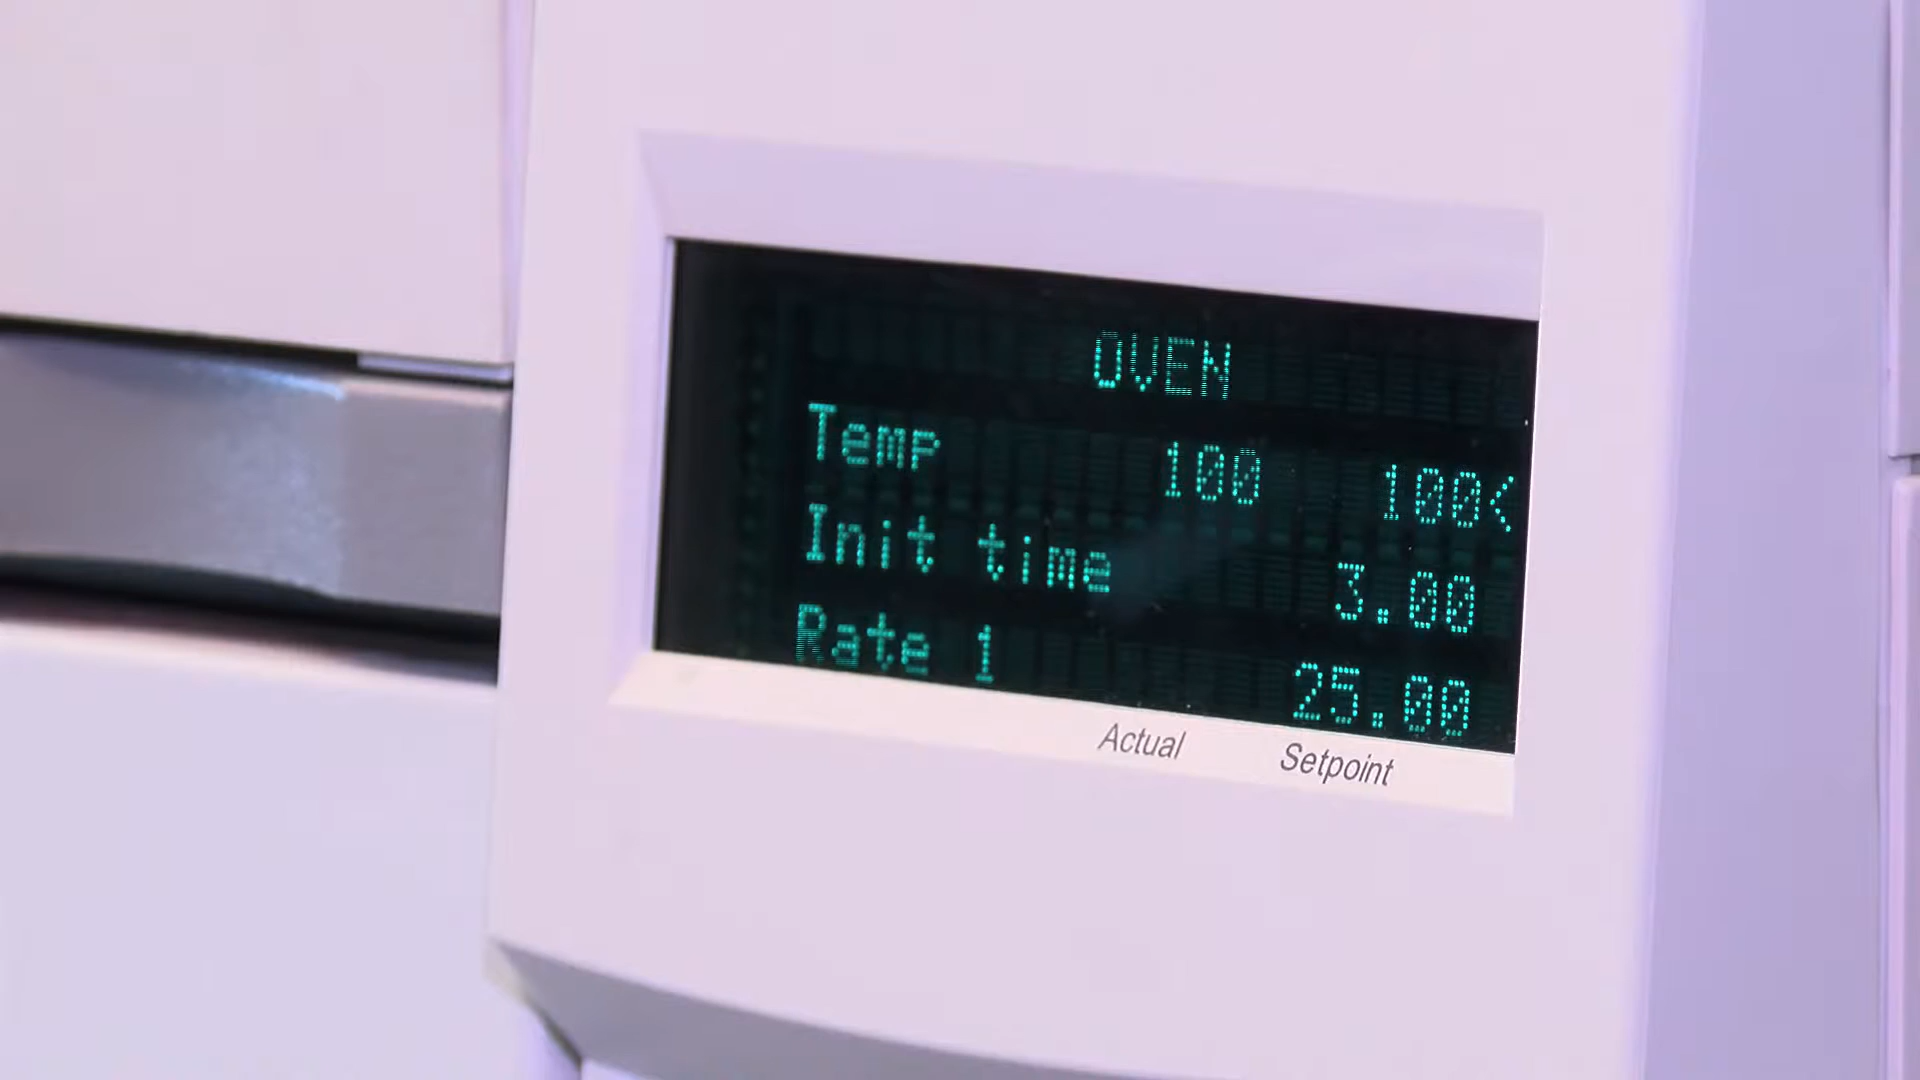 OVEN
Temp 100 100<
Init time 3.00
Rate 1 25.00
Actual Setpoint